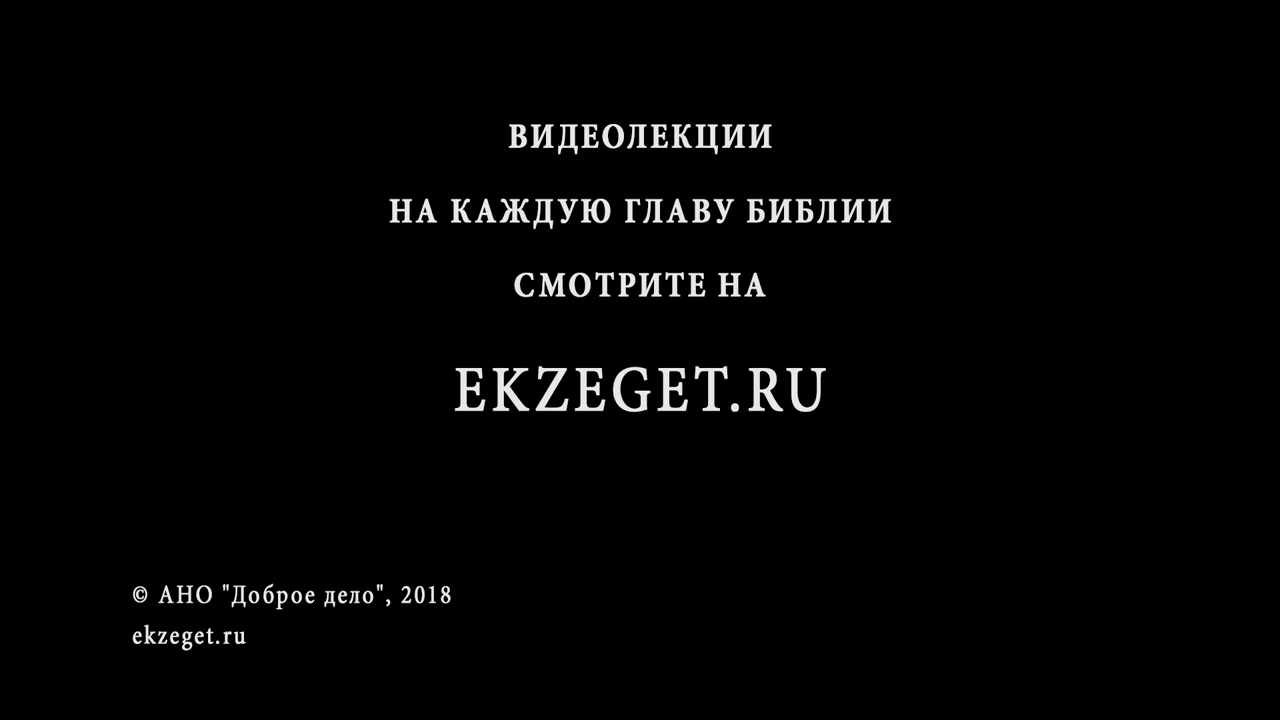 ВИДЕОЛЕКЦИИ
НА КАЖДУЮ ГЛАВУ БИБЛИИ
СМОТРИТЕ НА
EKZEGET.RU
© АНО "Доброе дело", 2018
ekzeget.ru